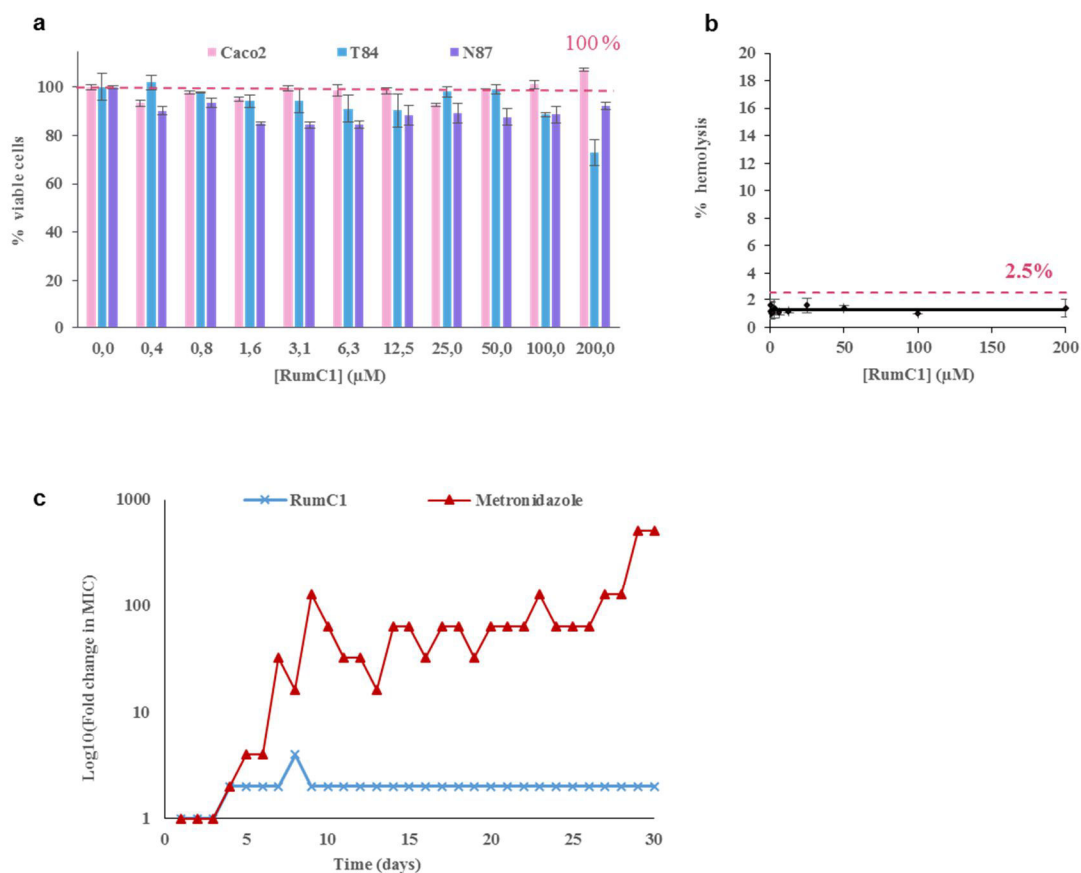 a
Caco2 T84 N87
100 %
% viable cells
100
80
60
40
20
0
0,0 0,4 0,8 1,6 3,1 6,3 12,5 25,0 50,0 100,0 200,0
[RumC1] (µM)
b
% hemolysis
20
18
16
14
12
10
8
6
4
2
0
2.5%
0 50 100 150 200
[RumC1] (µM)
c
RumC1 Metronidazole
Log10(Fold change in MIC)
1000
100
10
1
0 5 10 15 20 25 30
Time (days)